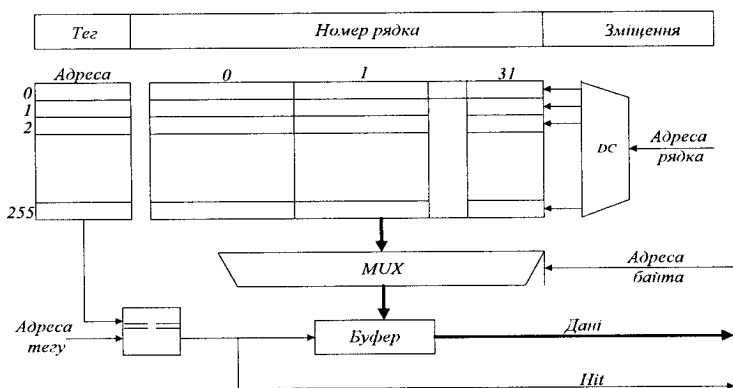 Тег Номер рядка Зміщення
Адреса 0 1 31
0
1
2
255
DC
Адреса
рядка
MUX
Адреса
байта
Адреса
тегу
==
Буфер
Дані
Hit